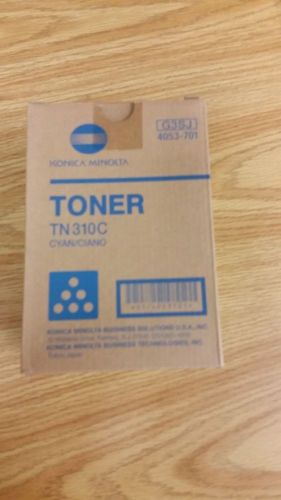 G3SJ
4053-701
KONICA MINOLTA
TONER
TN310C
CYAN/CIANO
KONICA MINOLTA BUSINESS SOLUTIONS U.S.A., INC.
KONICA MINOLTA BUSINESS TECHNOLOGIES, INC.
Tokyo, Japan